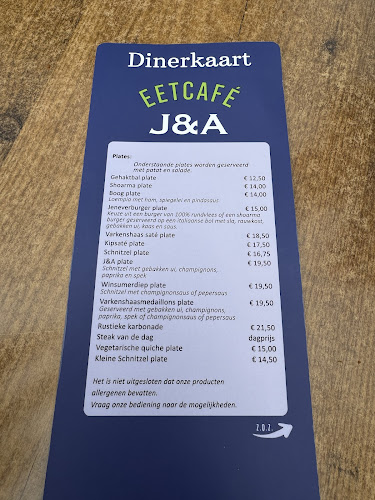 Dinerkaart
EETCAFÉ
J&A
Plates:
Onderstaande plates worden geserveerd
met patat en salade.
Gehaktbal plate € 12,50
Shoarma plate € 14,00
Boog plate € 14,00
Loempia met ham, spiegelei en pindasaus
Jeneverburger plate € 15,00
Keuze uit een burger van 100% rundvlees of een shoarma
burger geserveerd op een Italiaanse bol met sla, rauwkost,
gebakken ui, kaas en saus.
Varkenshaas saté plate € 18,50
Kipsaté plate € 17,50
Schnitzel plate € 16,75
J&A plate € 19,50
Schnitzel met gebakken ui, champignons,
paprika en spek
Winsumerdiep plate € 19,50
Schnitzel met champignonsaus of pepersaus
Varkenshaasmedaillons plate € 19,50
Geserveerd met gebakken ui, champignons,
paprika, spek of champignonsaus of pepersaus
Rustieke karbonade € 21,50
Steak van de dag dagprijs
Vegetarische quiche plate € 15,00
Kleine Schnitzel plate € 14,50
Het is niet uitgesloten dat onze producten
allergenen bevatten.
Vraag onze bediening naar de mogelijkheden.
Z.O.Z.